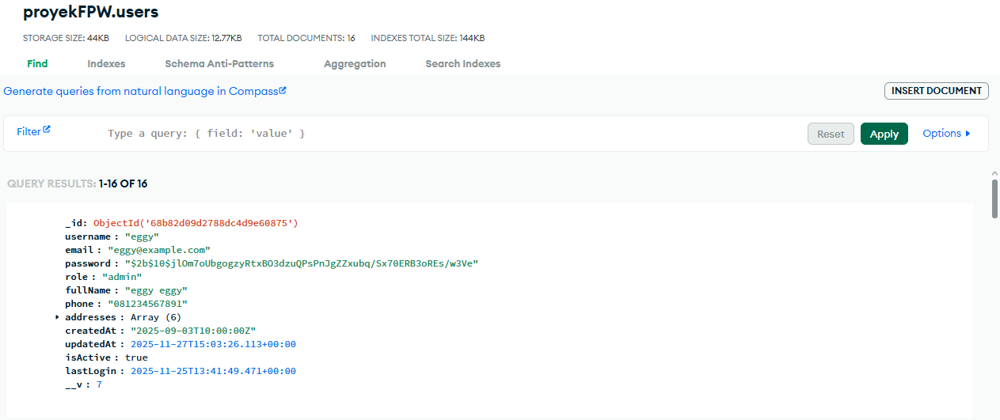 proyekFPW.users
STORAGE SIZE: 44KB LOGICAL DATA SIZE: 12.77KB TOTAL DOCUMENTS: 16 INDEXES TOTAL SIZE: 144KB
Find Indexes Schema Anti-Patterns Aggregation Search Indexes
Generate queries from natural language in Compass
INSERT DOCUMENT
Filter Type a query: { field: 'value' } Reset Apply Options
QUERY RESULTS: 1-16 OF 16
_id: ObjectId('68b82d09d2788dc4d9e60875')
username : "eggy"
email : "eggy@example.com"
password : "$2b$10$jlOm7oUbgogzyRtxBO3dzuQPsPnJgZZxubq/Sx70ERB3oREs/w3Ve"
role : "admin"
fullName : "eggy eggy"
phone : "081234567891"
addresses : Array (6)
createdAt : "2025-09-03T10:00:00Z"
updatedAt : 2025-11-27T15:03:26.113+00:00
isActive : true
lastLogin : 2025-11-25T13:41:49.471+00:00
__v : 7